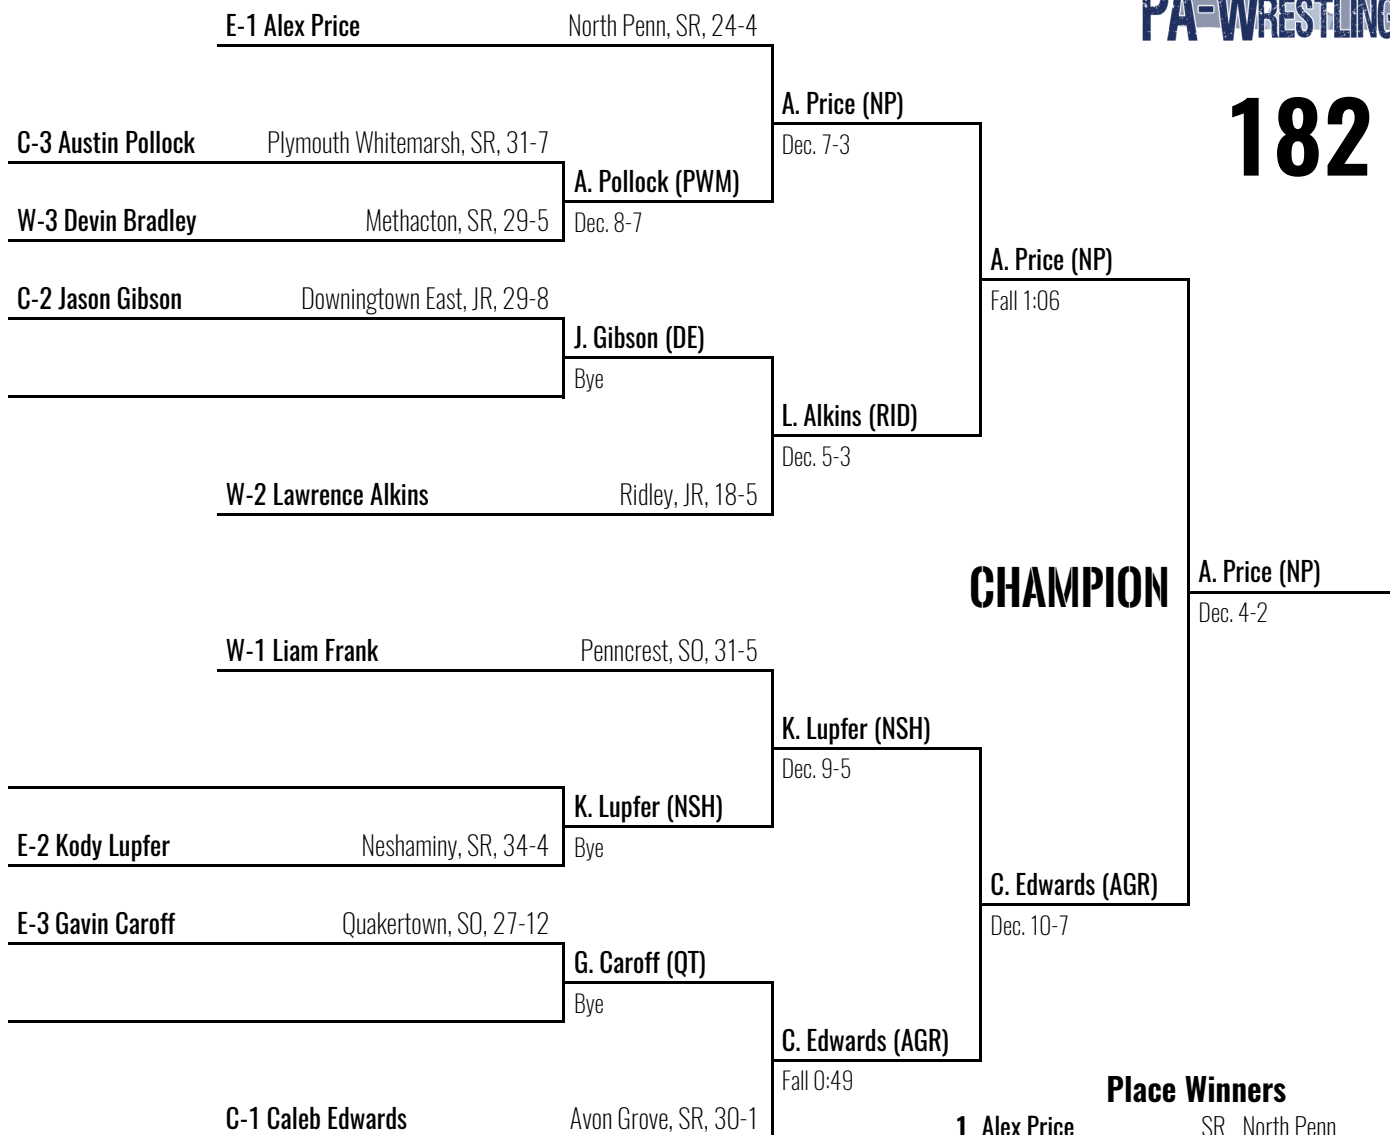 PA-WRESTLING
182
E-1 Alex Price North Penn, SR, 24-4
A. Price (NP)
Dec. 7-3
C-3 Austin Pollock Plymouth Whitemarsh, SR, 31-7
A. Pollock (PWM)
Dec. 8-7
W-3 Devin Bradley Methacton, SR, 29-5
A. Price (NP)
Fall 1:06
C-2 Jason Gibson Downingtown East, JR, 29-8
J. Gibson (DE)
Bye
L. Alkins (RID)
Dec. 5-3
W-2 Lawrence Alkins Ridley, JR, 18-5
CHAMPION
A. Price (NP)
Dec. 4-2
W-1 Liam Frank Penncrest, SO, 31-5
K. Lupfer (NSH)
Dec. 9-5
K. Lupfer (NSH)
Bye
E-2 Kody Lupfer Neshaminy, SR, 34-4
C. Edwards (AGR)
Dec. 10-7
E-3 Gavin Caroff Quakertown, SO, 27-12
G. Caroff (QT)
Bye
C. Edwards (AGR)
Fall 0:49
C-1 Caleb Edwards Avon Grove, SR, 30-1
Place Winners
1 Alex Price SR North Penn